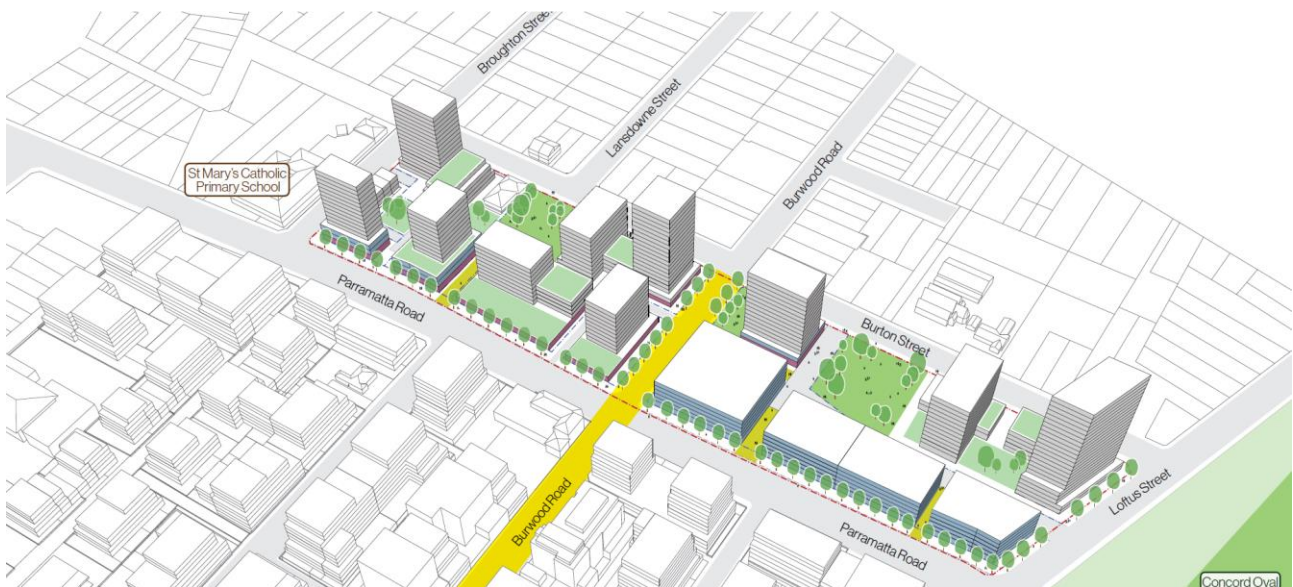 Broughton Street
Lansdowne Street
Burwood Road
St Mary's Catholic
Primary School
Parramatta Road
Burton Street
Burwood Road
Parramatta Road
Loftus Street
Concord Oval